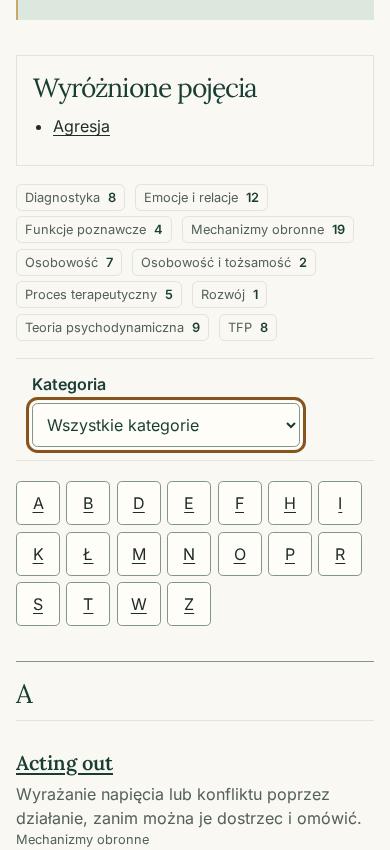 Wyróżnione pojęcia
Agresja
Diagnostyka 8 Emocje i relacje 12
Funkcje poznawcze 4 Mechanizmy obronne 19
Osobowość 7 Osobowość i tożsamość 2
Proces terapeutyczny 5 Rozwój 1
Teoria psychodynamiczna 9 TFP 8
Kategoria
Wszystkie kategorie
A B D E F H I
K Ł M N O P R
S T W Z
A
Acting out
Wyrażanie napięcia lub konfliktu poprzez
działanie, zanim można je dostrzec i omówić.
Mechanizmy obronne